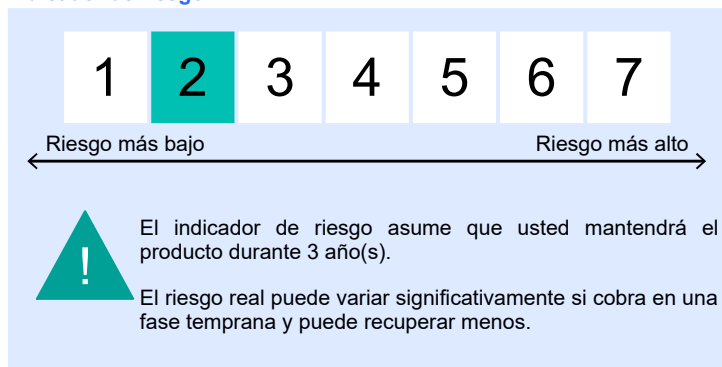 1 2 3 4 5 6 7
Riesgo más bajo Riesgo más alto
!
El indicador de riesgo asume que usted mantendrá el
producto durante 3 año(s).
El riesgo real puede variar significativamente si cobra en una
fase temprana y puede recuperar menos.